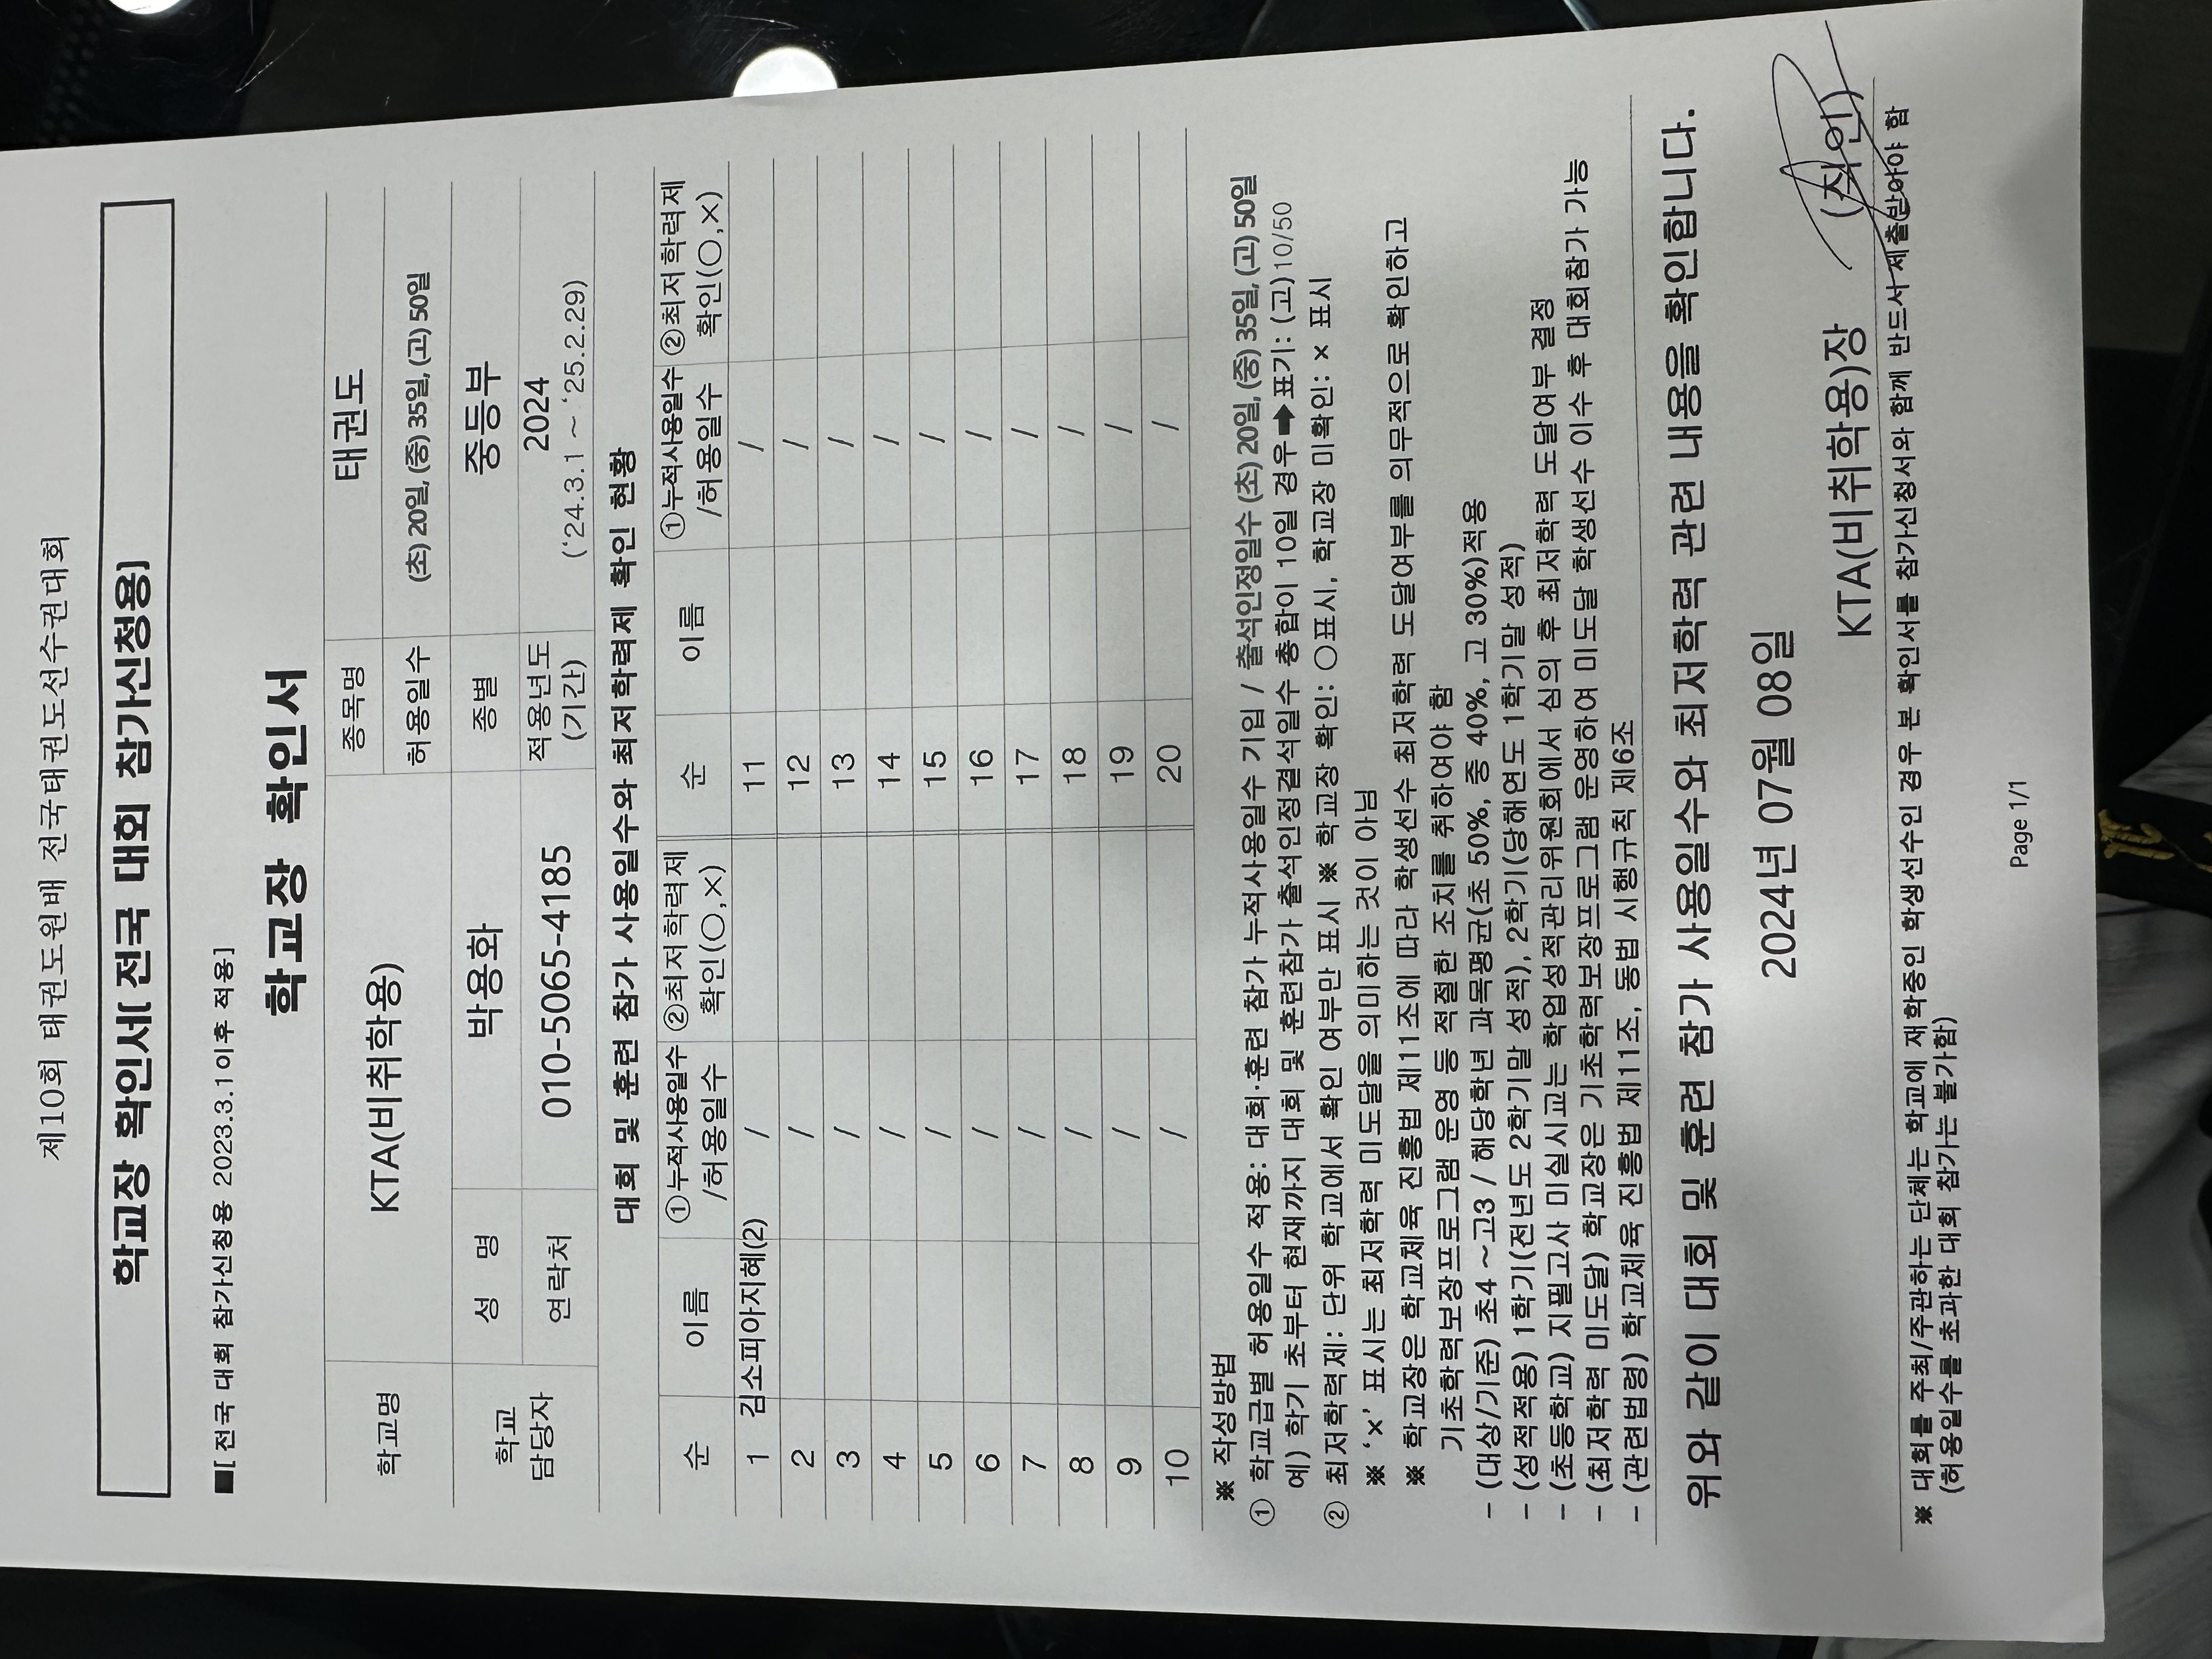 제10회 태권도원배 전국태권도선수권대회
학교장 확인서[ 전국 대회 참가신청용]
■[ 전국 대회 참가신청용 2023.3.1이후 적용]
학교장 확인서
학교명 KTA(비취학용) 종목명 태권도
허용일수 (초) 20일, (중) 35일, (고) 50일
학교 담당자 성 명 박용화 종별 중등부
연락처 010-5065-4185 적용년도 (기간) 2024
('24.3.1 ~ '25.2.29)
대회 및 훈련 참가 사용일수와 최저학력제 확인 현황
순 이름 ①누적사용일수 /허용일수 ②최저학력제 확인(○,×) 순 이름 ①누적사용일수 /허용일수 ②최저학력제 확인(○,×)
1 김소피아지혜(2) / 11 /
2 / 12 /
3 / 13 /
4 / 14 /
5 / 15 /
6 / 16 /
7 / 17 /
8 / 18 /
9 / 19 /
10 / 20 /
※ 작성방법
① 학교급별 허용일수 적용: 대회·훈련 참가 누적사용일수 기입 / 출석인정일수 (초) 20일, (중) 35일, (고) 50일
예) 학기 초부터 현재까지 대회 및 훈련참가 출석인정결석일수 총합이 10일 경우 ➡ 표기: (고)10/50
② 최저학력제: 단위 학교에서 확인 여부만 표시 ※ 학교장 확인: ○표시, 학교장 미확인: × 표시
※ '×' 표시는 최저학력 미도달을 의미하는 것이 아님
※ 학교장은 학교체육 진흥법 제11조에 따라 학생선수 최저학력 도달여부를 의무적으로 확인하고
기초학력보장프로그램 운영 등 적절한 조치를 취하여야 함
- (대상/기준) 초4 ~고3 / 해당학년 과목평균(초 50%, 중 40%, 고 30%)적용
- (성적적용) 1학기(전년도 2학기말 성적), 2학기(당해연도 1학기말 성적)
- (초등학교) 지필고사 미실시교는 학업성적관리위원회에서 심의 후 최저학력 도달여부 결정
- (최저학력 미도달) 학교장은 기초학력보장프로그램 운영하여 미도달 학생선수 이수 후 대회참가 가능
- (관련법령) 학교체육 진흥법 제11조, 동법 시행규칙 제6조
위와 같이 대회 및 훈련 참가 사용일수와 최저학력 관련 내용을 확인합니다.
2024년 07월 08일
KTA(비취학용)장 (직인)
※ 대회를 주최/주관하는 단체는 학교에 재학중인 학생선수인 경우 본 확인서를 참가신청서와 함께 반드시 제출받아야 함
(허용일수를 초과한 대회 참가는 불가함)
Page 1/1